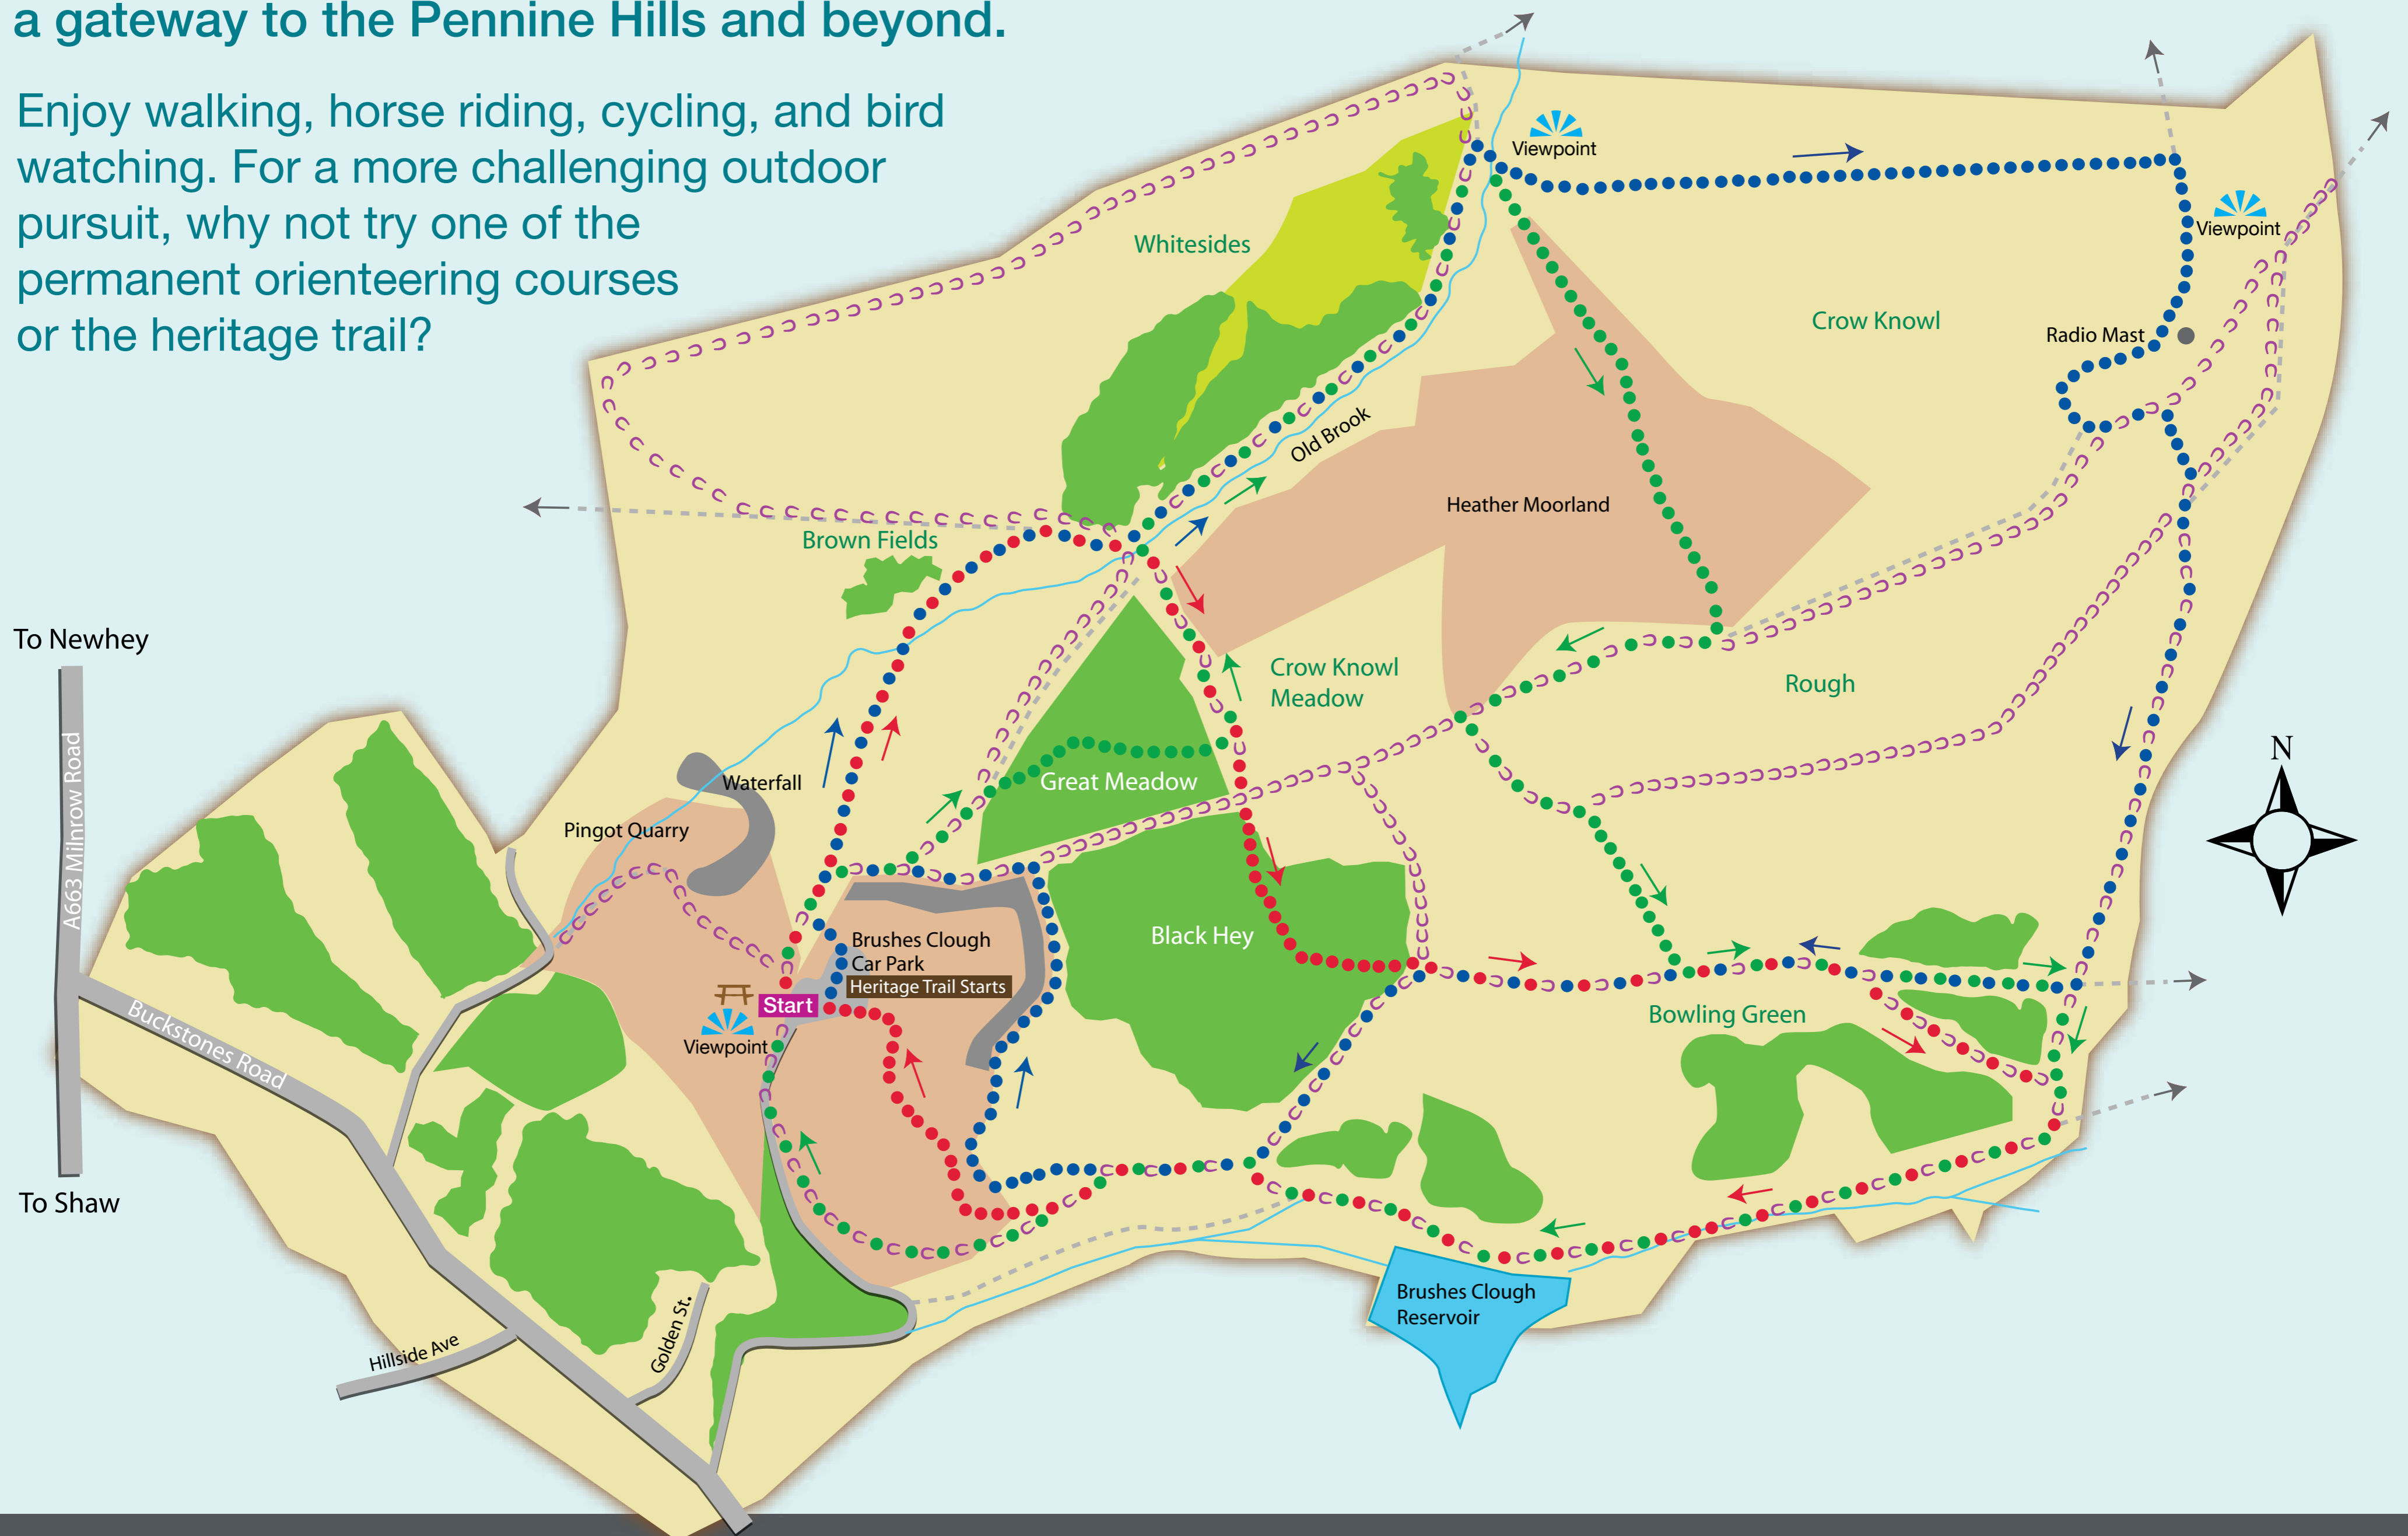 a gateway to the Pennine Hills and beyond.
Enjoy walking, horse riding, cycling, and bird
watching. For a more challenging outdoor
pursuit, why not try one of the
permanent orienteering courses
or the heritage trail?
Viewpoint
Viewpoint
Whitesides
Crow Knowl
Radio Mast
Old Brook
Heather Moorland
Brown Fields
To Newhey
A663 Milnrow Road
Crow Knowl
Meadow
Rough
N
Waterfall
Great Meadow
Pingot Quarry
Black Hey
Brushes Clough
Car Park
Heritage Trail Starts
Start
Viewpoint
Bowling Green
Buckstones Road
To Shaw
Brushes Clough
Reservoir
Golden St.
Hillside Ave